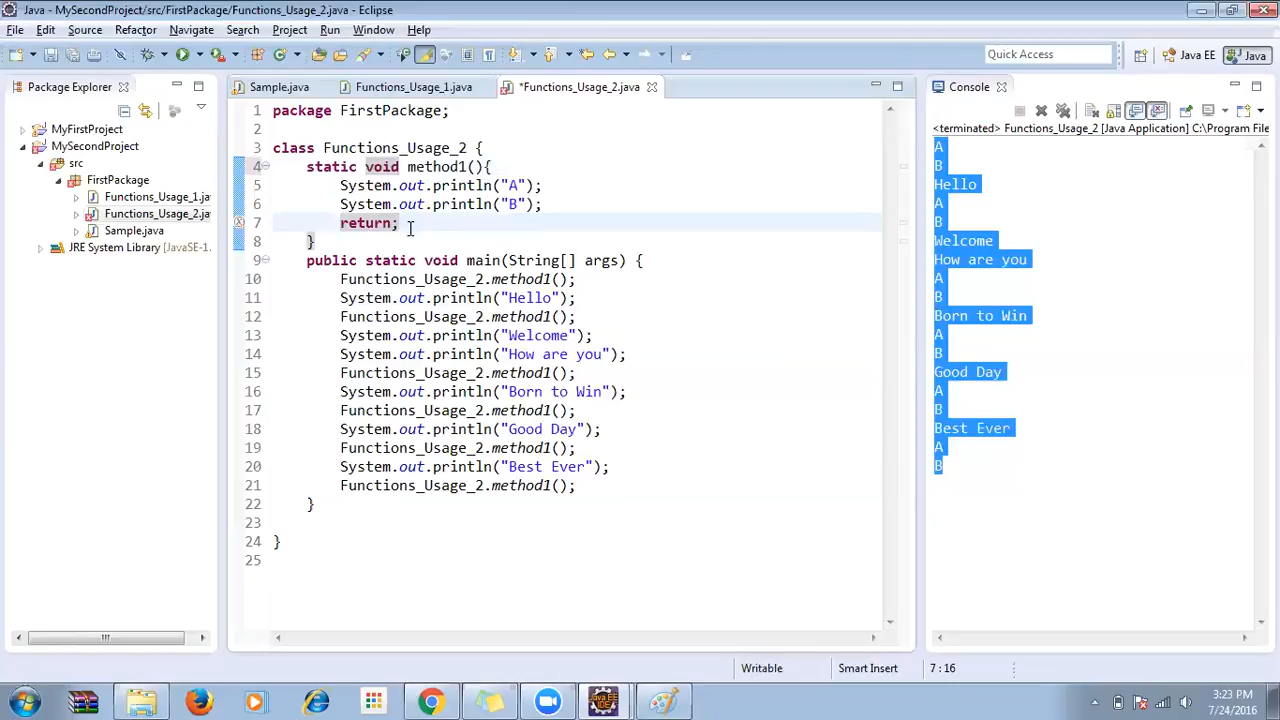 Java - MySecondProject/src/FirstPackage/Functions_Usage_2.java - Eclipse
File Edit Source Refactor Navigate Search Project Run Window Help
Quick Access
Java EE
Java
Package Explorer
Sample.java
Functions_Usage_1.java
*Functions_Usage_2.java
Console
MyFirstProject
MySecondProject
src
FirstPackage
Functions_Usage_1.ja
Functions_Usage_2.ja
Sample.java
JRE System Library [JavaSE-1.
1 package FirstPackage;
2
3 class Functions_Usage_2 {
4 static void method1(){
5 System.out.println("A");
6 System.out.println("B");
7 return;
8 }
9 public static void main(String[] args) {
10 Functions_Usage_2.method1();
11 System.out.println("Hello");
12 Functions_Usage_2.method1();
13 System.out.println("Welcome");
14 System.out.println("How are you");
15 Functions_Usage_2.method1();
16 System.out.println("Born to Win");
17 Functions_Usage_2.method1();
18 System.out.println("Good Day");
19 Functions_Usage_2.method1();
20 System.out.println("Best Ever");
21 Functions_Usage_2.method1();
22 }
23
24 }
25
<terminated> Functions_Usage_2 [Java Application] C:\Program File
A
B
Hello
A
B
Welcome
How are you
A
B
Born to Win
A
B
Good Day
A
B
Best Ever
A
B
Writable
Smart Insert
7 : 16
Java EE
IDE
3:23 PM
7/24/2016